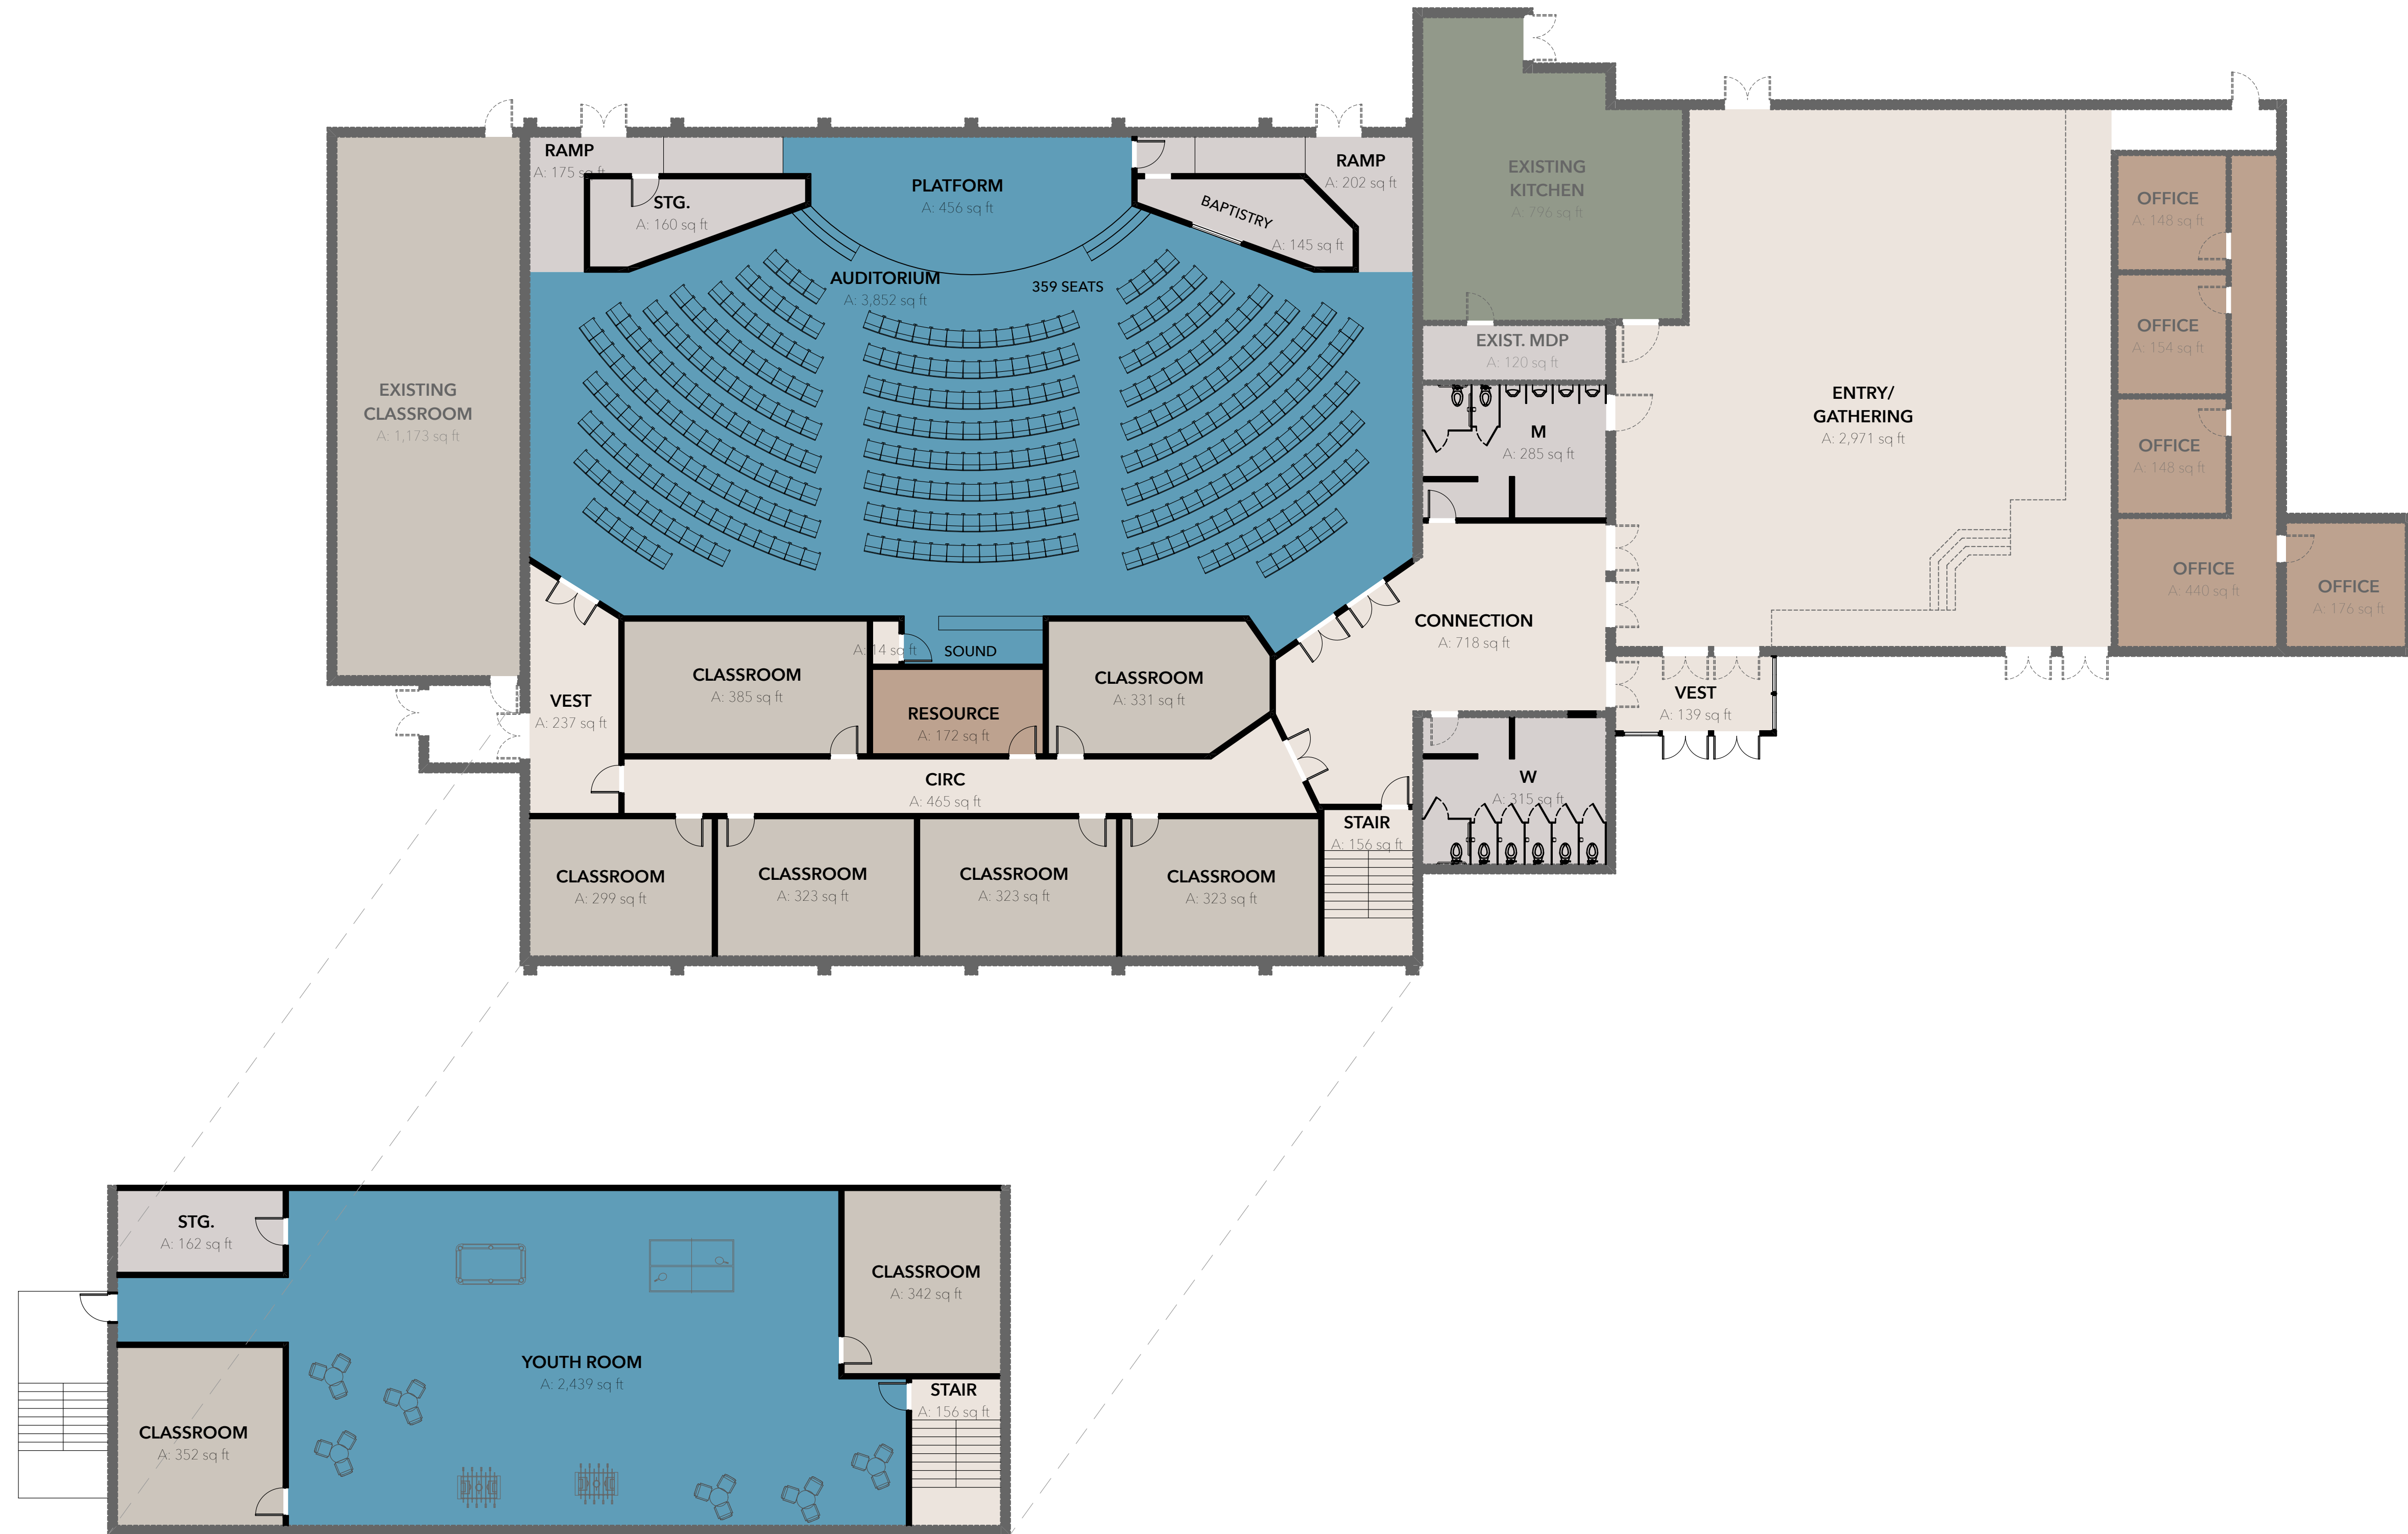 RAMP
A: 175 sq ft
STG.
A: 160 sq ft
PLATFORM
A: 456 sq ft
BAPTISTRY
A: 145 sq ft
RAMP
A: 202 sq ft
EXISTING
KITCHEN
A: 796 sq ft
OFFICE
A: 148 sq ft
AUDITORIUM
A: 3,852 sq ft
359 SEATS
EXIST. MDP
A: 120 sq ft
OFFICE
A: 154 sq ft
EXISTING
CLASSROOM
A: 1,173 sq ft
ENTRY/
GATHERING
A: 2,971 sq ft
M
A: 285 sq ft
OFFICE
A: 148 sq ft
OFFICE
A: 440 sq ft
OFFICE
A: 176 sq ft
CONNECTION
A: 718 sq ft
A: 14 sq ft
SOUND
CLASSROOM
A: 385 sq ft
CLASSROOM
A: 331 sq ft
VEST
A: 237 sq ft
RESOURCE
A: 172 sq ft
VEST
A: 139 sq ft
CIRC
A: 465 sq ft
W
A: 315 sq ft
STAIR
A: 156 sq ft
CLASSROOM
A: 299 sq ft
CLASSROOM
A: 323 sq ft
CLASSROOM
A: 323 sq ft
CLASSROOM
A: 323 sq ft
STG.
A: 162 sq ft
CLASSROOM
A: 342 sq ft
YOUTH ROOM
A: 2,439 sq ft
STAIR
A: 156 sq ft
CLASSROOM
A: 352 sq ft